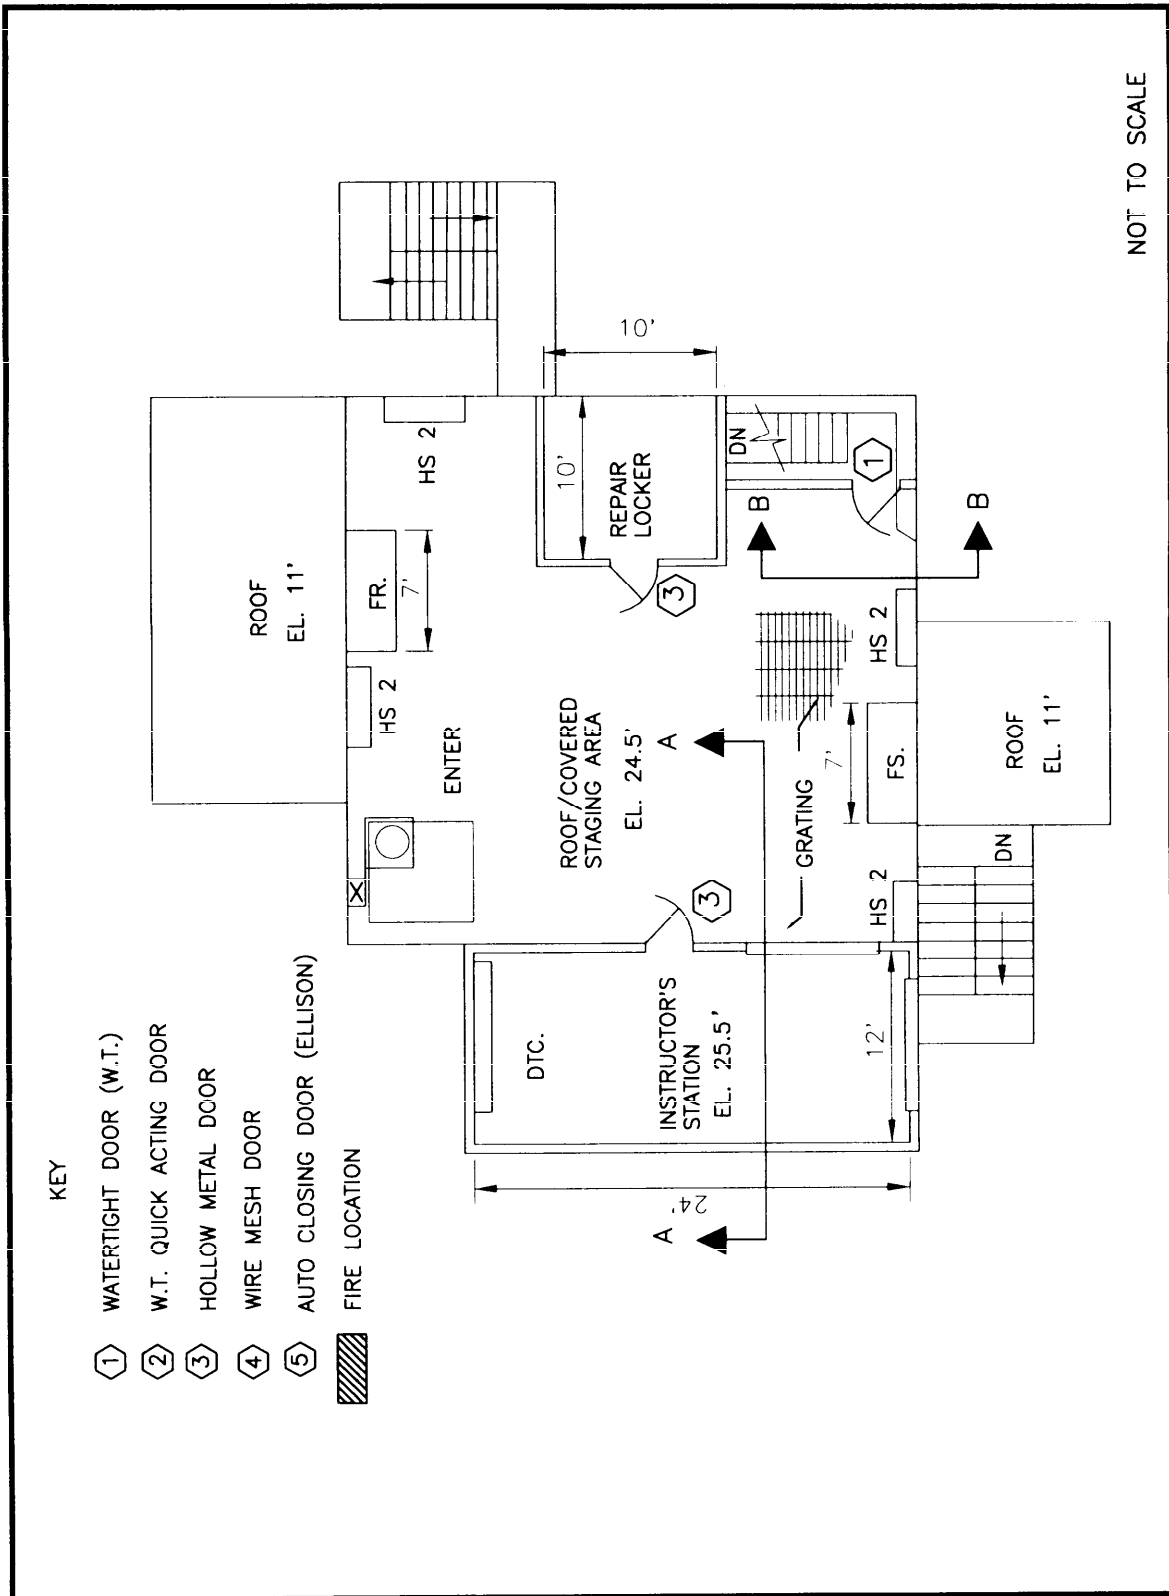 KEY
1 WATERTIGHT DOOR (W.T.)
2 W.T. QUICK ACTING DOOR
3 HOLLOW METAL DOOR
4 WIRE MESH DOOR
5 AUTO CLOSING DOOR (ELLISON)
FIRE LOCATION
ROOF
EL. 11'
HS 2
FR.
7'
HS 2
ENTER
X
10'
10'
REPAIR
LOCKER
3
ROOF/COVERED
STAGING AREA
EL. 24.5'
DTC.
INSTRUCTOR'S
STATION
EL. 25.5'
3
24'
12'
A
A
DN
1
B
B
GRATING
7'
HS 2
FS.
HS 2
DN
ROOF
EL. 11'
NOT TO SCALE